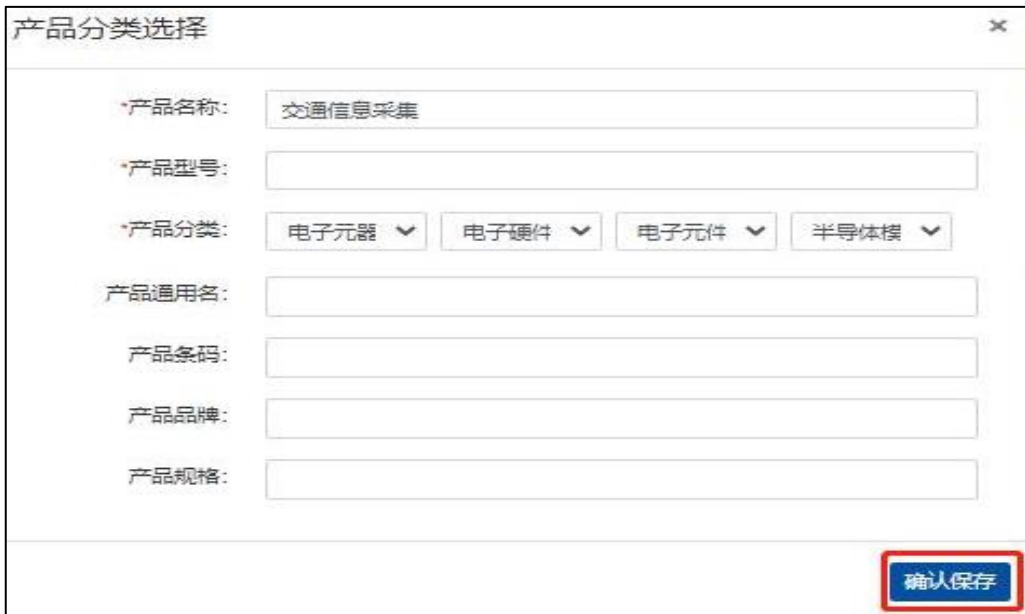 产品分类选择 ×
*产品名称: 交通信息采集
*产品型号:
*产品分类: 电子元器 电子硬件 电子元件 半导体模
产品通用名:
产品条码:
产品品牌:
产品规格:
确认保存